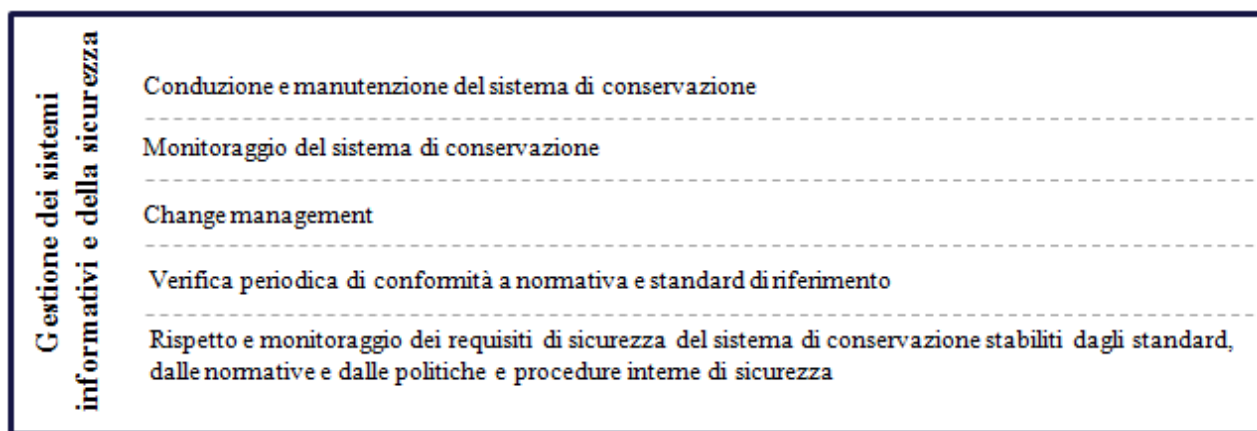 Gestione dei sistemi
informativi e della sicurezza
Conduzione e manutenzione del sistema di conservazione
Monitoraggio del sistema di conservazione
Change management
Verifica periodica di conformità a normativa e standard di riferimento
Rispetto e monitoraggio dei requisiti di sicurezza del sistema di conservazione stabiliti dagli standard,
dalle normative e dalle politiche e procedure interne di sicurezza